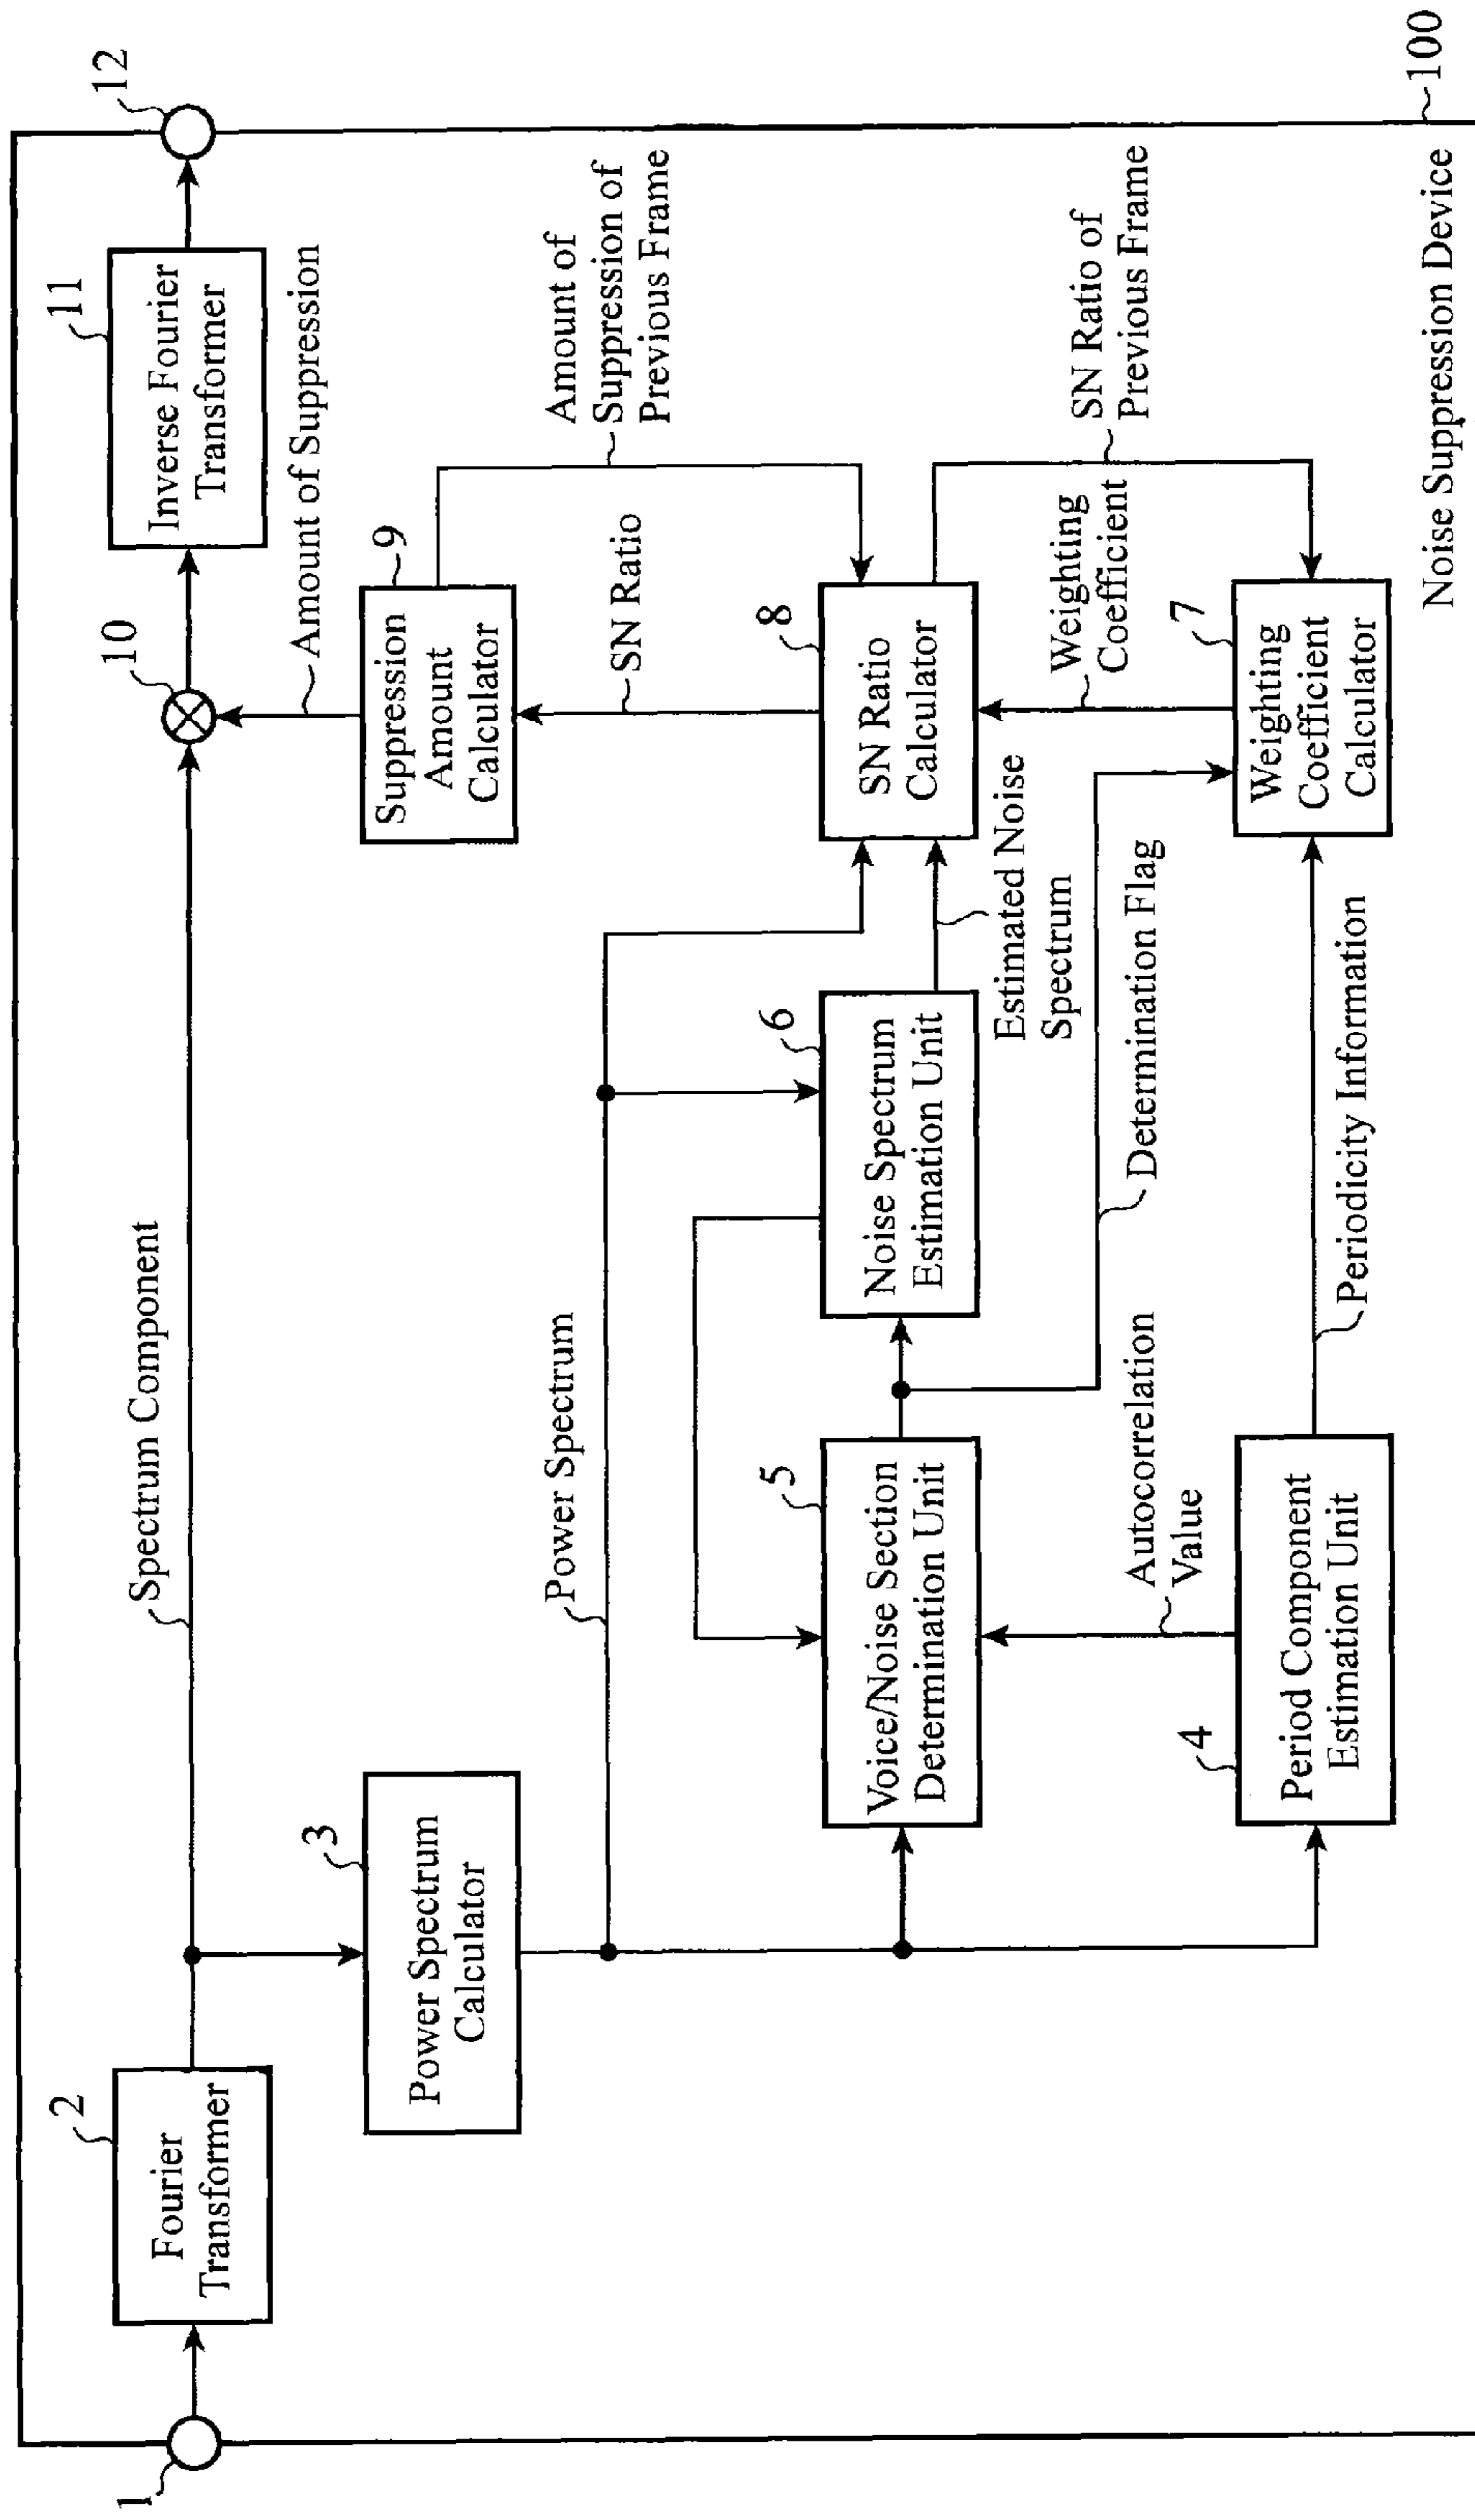 1
2
Fourier
Transformer
Spectrum Component
10
11
Inverse Fourier
Transformer
12
3
Power Spectrum
Calculator
Power Spectrum
9
Suppression
Amount
Calculator
Amount of Suppression
Amount of
Suppression of
Previous Frame
SN Ratio
5
Voice/Noise Section
Determination Unit
6
Noise Spectrum
Estimation Unit
8
SN Ratio
Calculator
Estimated Noise
Spectrum
Weighting
Coefficient
SN Ratio of
Previous Frame
Autocorrelation
Value
Determination Flag
4
Period Component
Estimation Unit
Periodicity Information
7
Weighting
Coefficient
Calculator
Noise Suppression Device
100